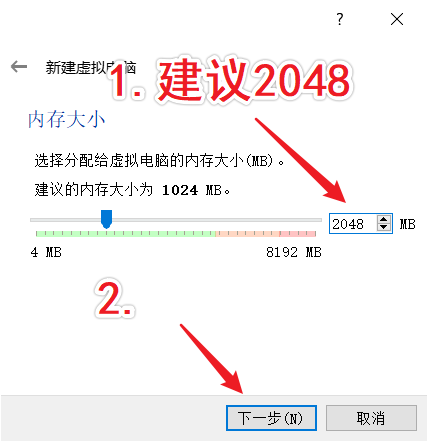 ?
新建虚拟电脑
1. 建议2048
内存大小
选择分配给虚拟电脑的内存大小(MB)。
建议的内存大小为 1024 MB。
2048 MB
4 MB 8192 MB
2.
下一步(N) 取消